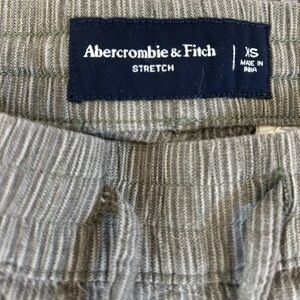 Abercrombie & Fitch
STRETCH
XS
MADE IN
INDIA